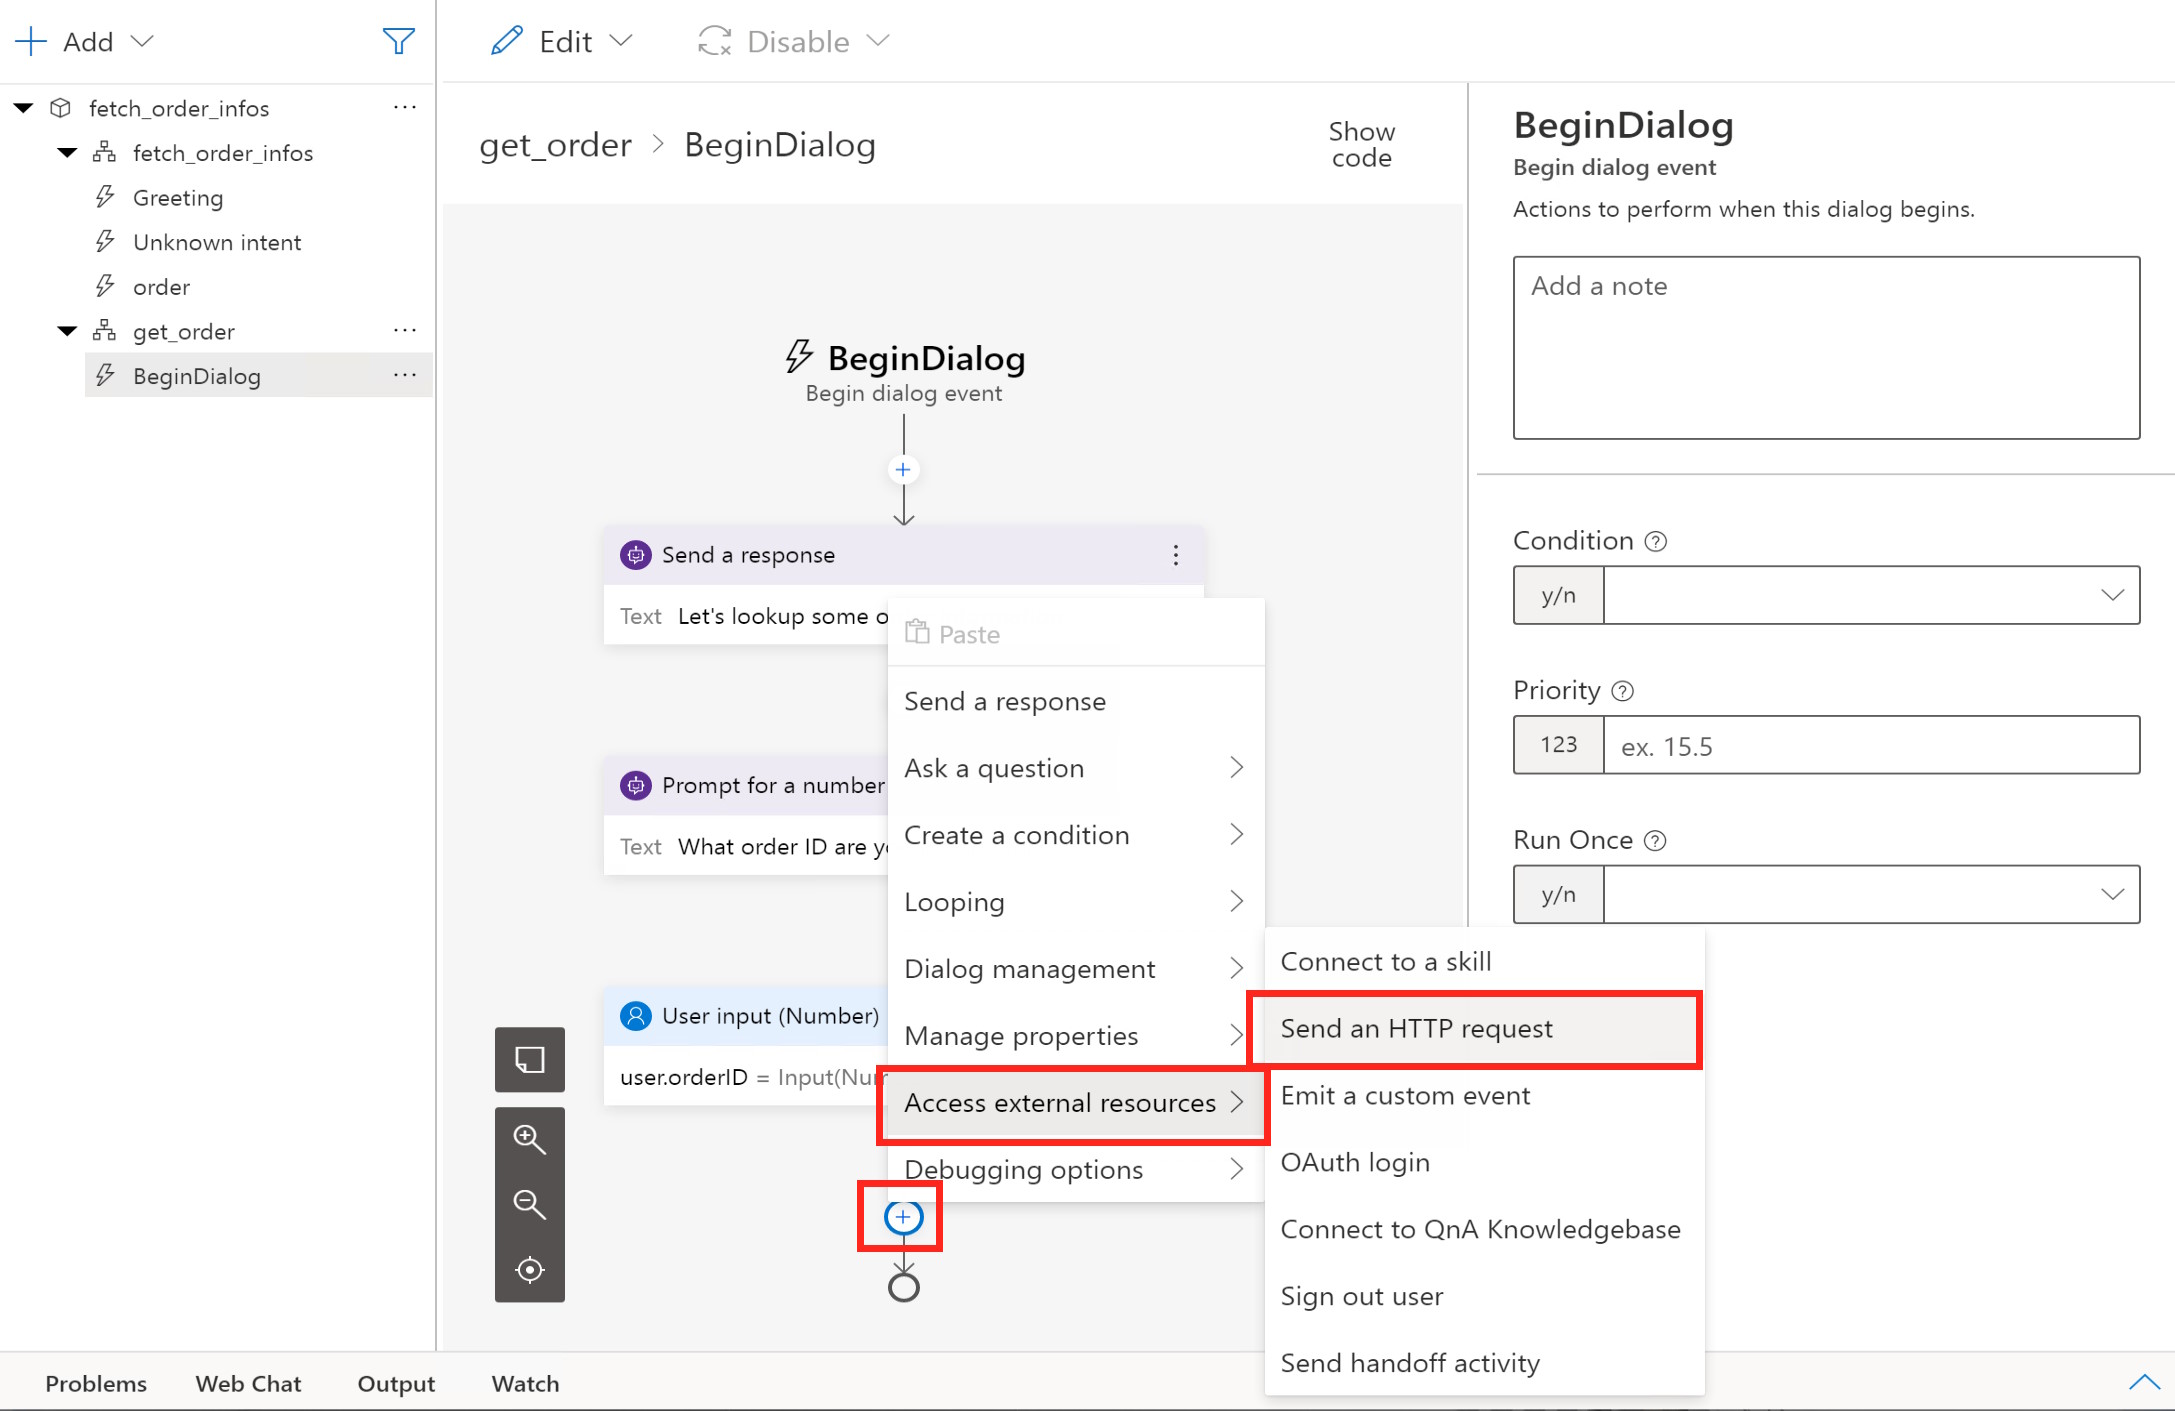 Add
Edit
Disable
fetch_order_infos
fetch_order_infos
Greeting
Unknown intent
order
get_order
BeginDialog
get_order > BeginDialog
Show
code
BeginDialog
Begin dialog event
Send a response
Text Let's lookup some o
Prompt for a number
Text What order ID are yo
User input (Number)
user.orderID = Input(Num
Paste
Send a response
Ask a question
Create a condition
Looping
Dialog management
Manage properties
Access external resources
Debugging options
Connect to a skill
Send an HTTP request
Emit a custom event
OAuth login
Connect to QnA Knowledgebase
Sign out user
Send handoff activity
BeginDialog
Begin dialog event
Actions to perform when this dialog begins.
Add a note
Condition
y/n
Priority
123 ex. 15.5
Run Once
y/n
Problems Web Chat Output Watch